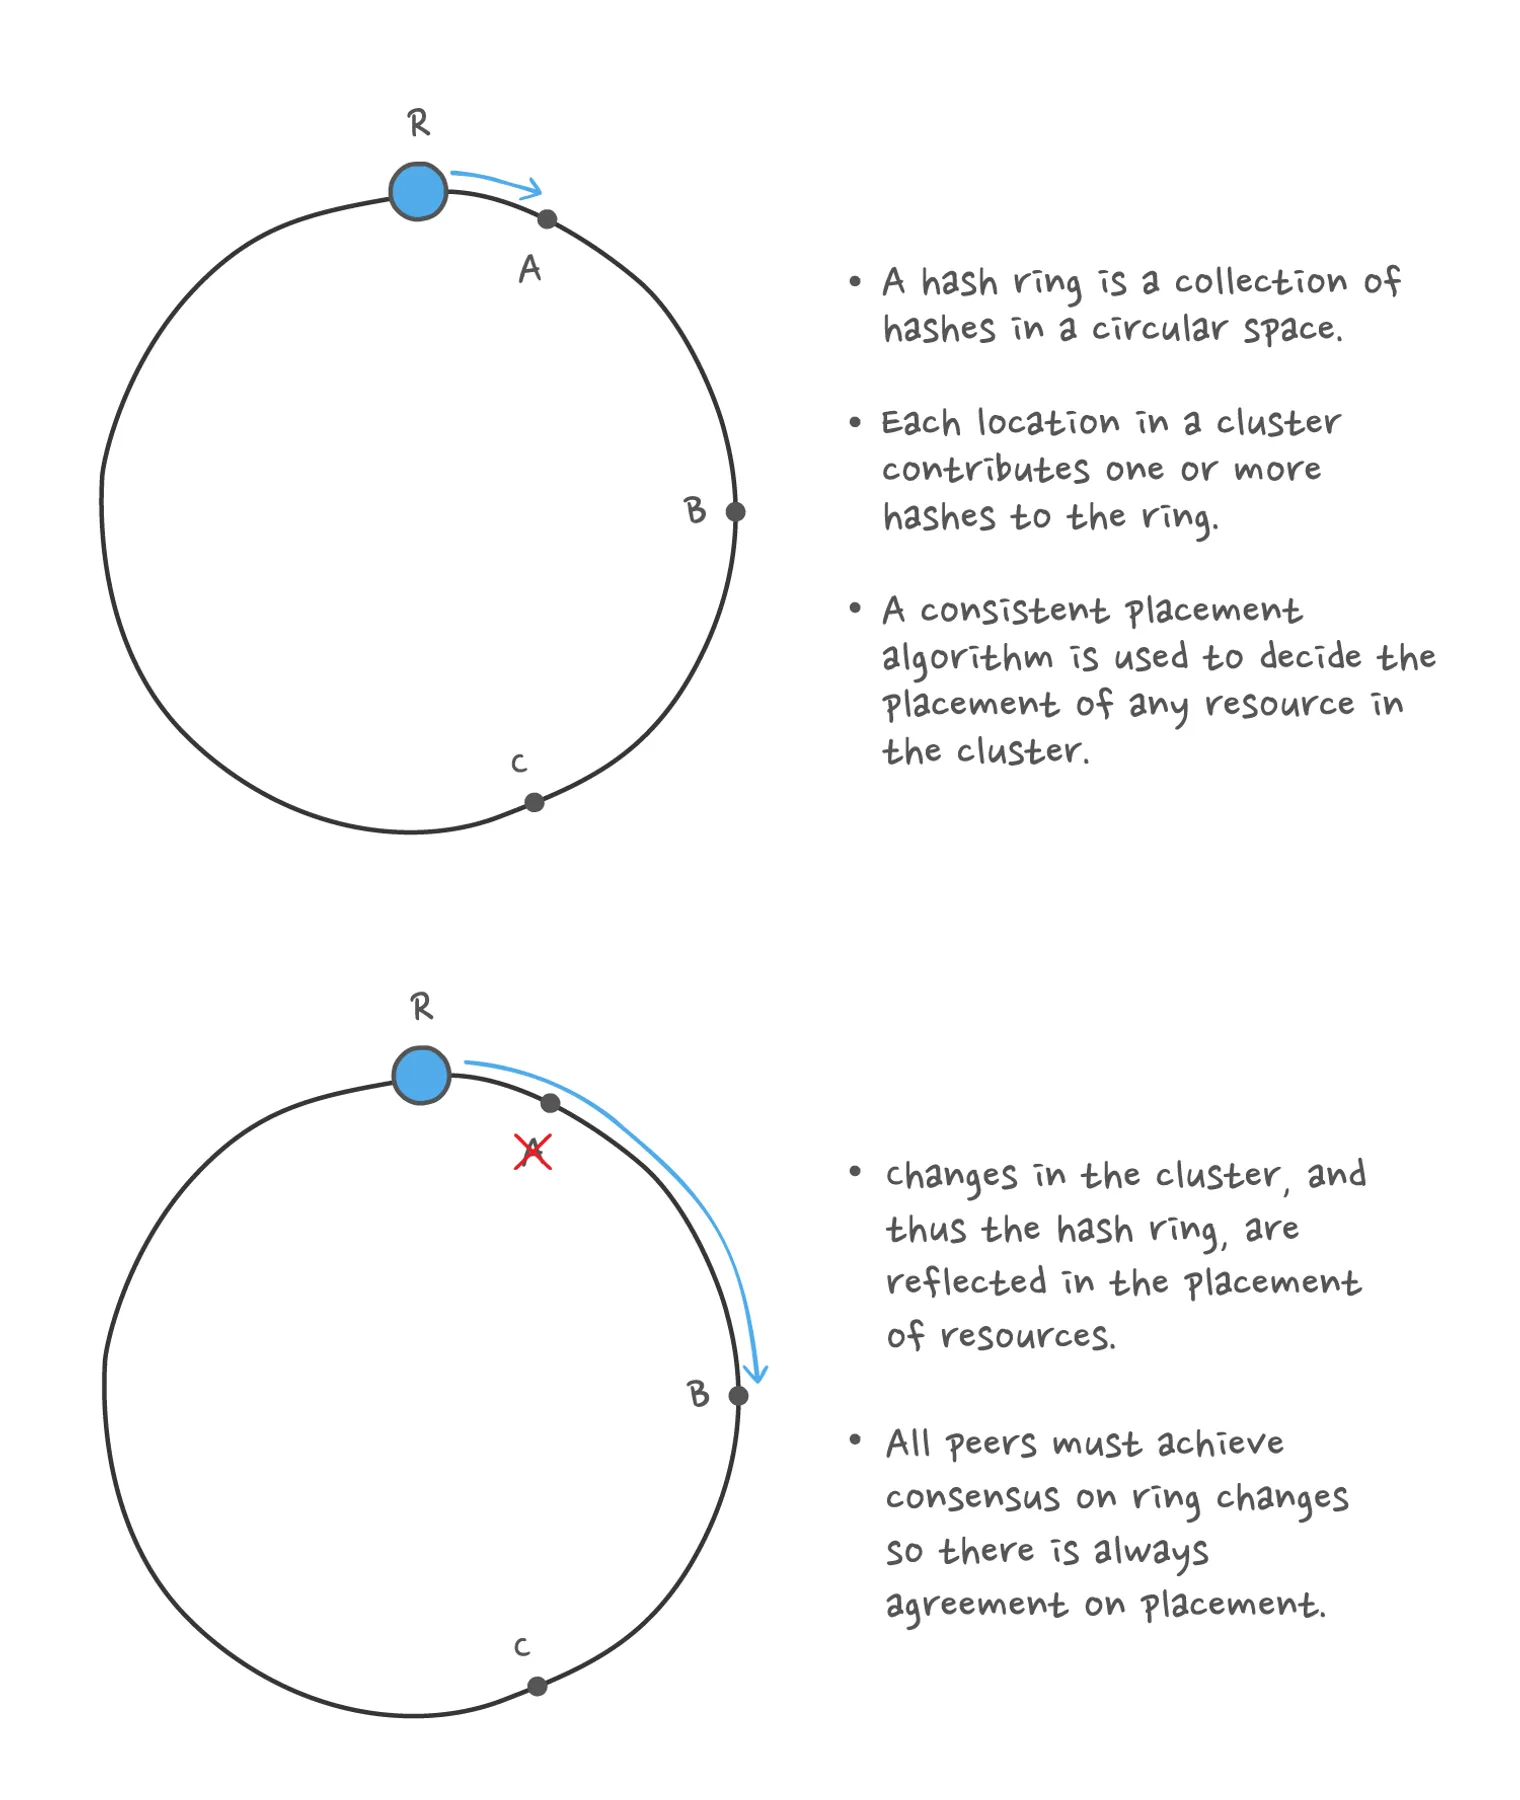 R
A
B
C
• A hash ring is a collection of
hashes in a circular space.
• Each location in a cluster
contributes one or more
hashes to the ring.
• A consistent placement
algorithm is used to decide the
placement of any resource in
the cluster.
R
A
B
C
• Changes in the cluster, and
thus the hash ring, are
reflected in the placement
of resources.
• All peers must achieve
consensus on ring changes
so there is always
agreement on placement.